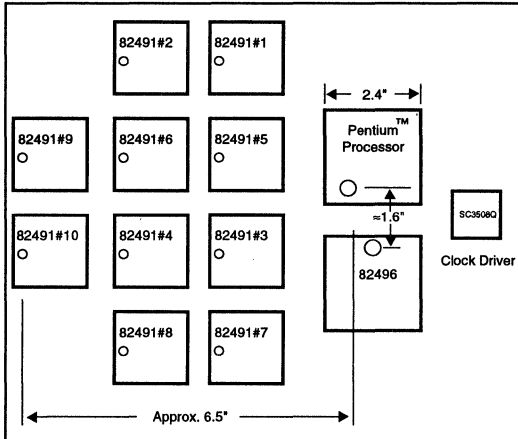 82491#2
82491#1
2.4"
Pentium™
Processor
82491#9
82491#6
82491#5
≈1.6"
SC3508Q
82491#10
82491#4
82491#3
82496
Clock Driver
82491#8
82491#7
Approx. 6.5"